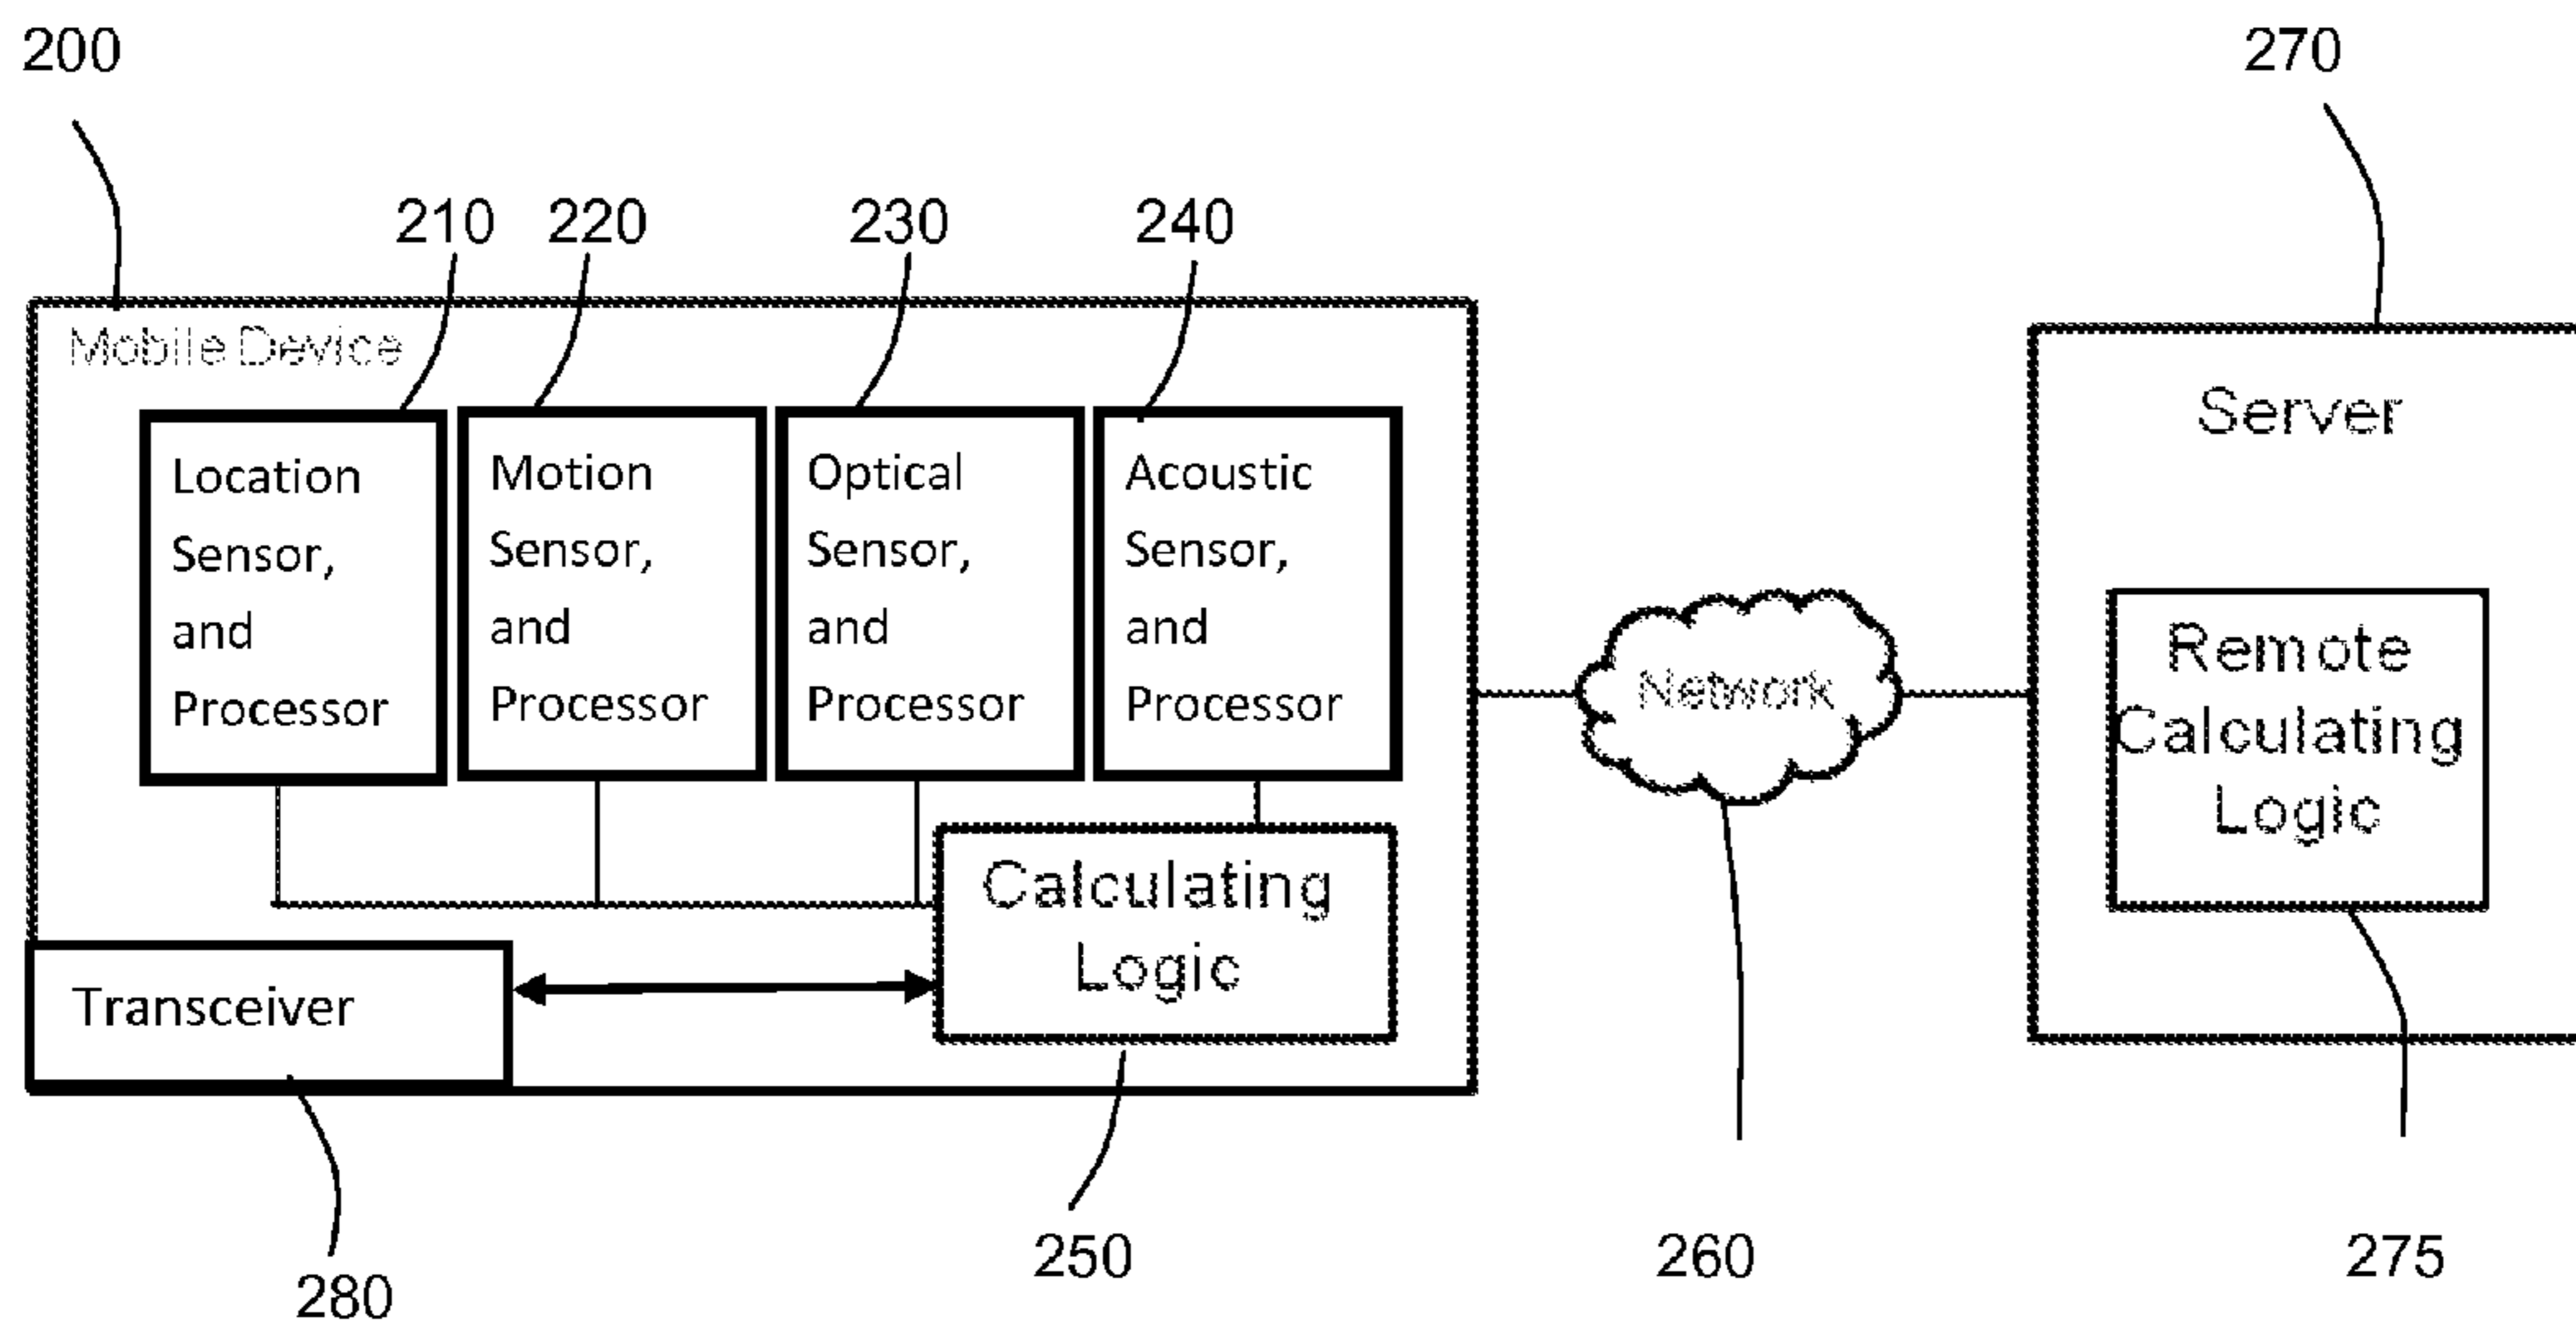 200
270
210
220
230
240
Mobile Device
Server
Location
Sensor,
and
Processor
Motion
Sensor,
and
Processor
Optical
Sensor,
and
Processor
Acoustic
Sensor,
and
Processor
Network
Remote
Calculating
Logic
Calculating
Logic
Transceiver
250
260
275
280